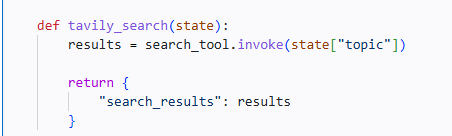 def tavily_search(state):
    results = search_tool.invoke(state["topic"])
    return {
        "search_results": results
    }